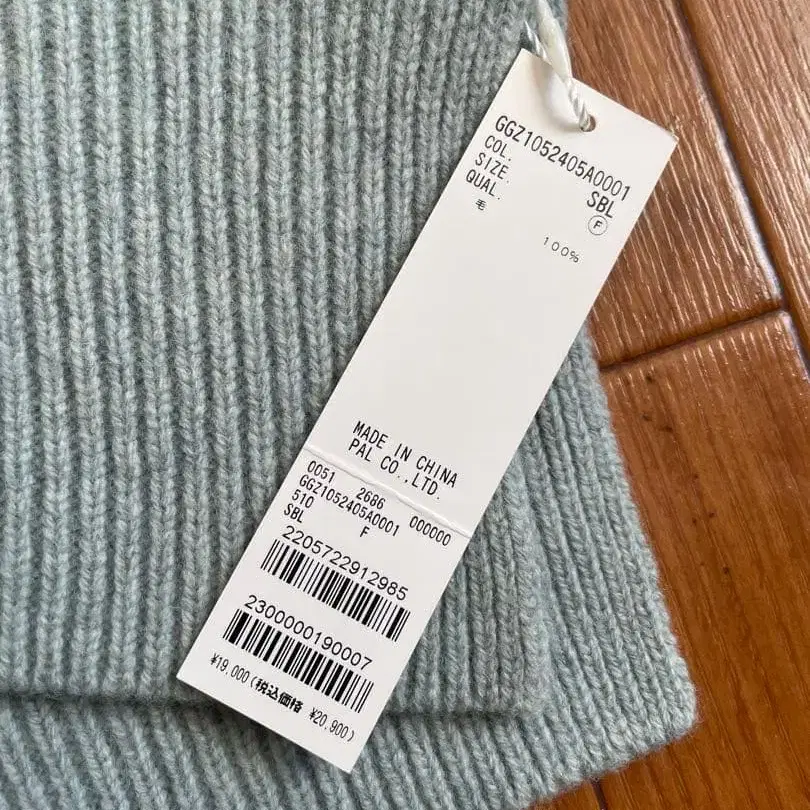 GGZ1052405A0001
COL. SBL
SIZE. F
QUAL.
毛 100%
MADE IN CHINA
PAL CO.,LTD.
0051 2686 000000
GGZ1052405A0001
510 F
SBL
2205722912985
2300000190007
¥19,000(税込価格 ¥20,900)